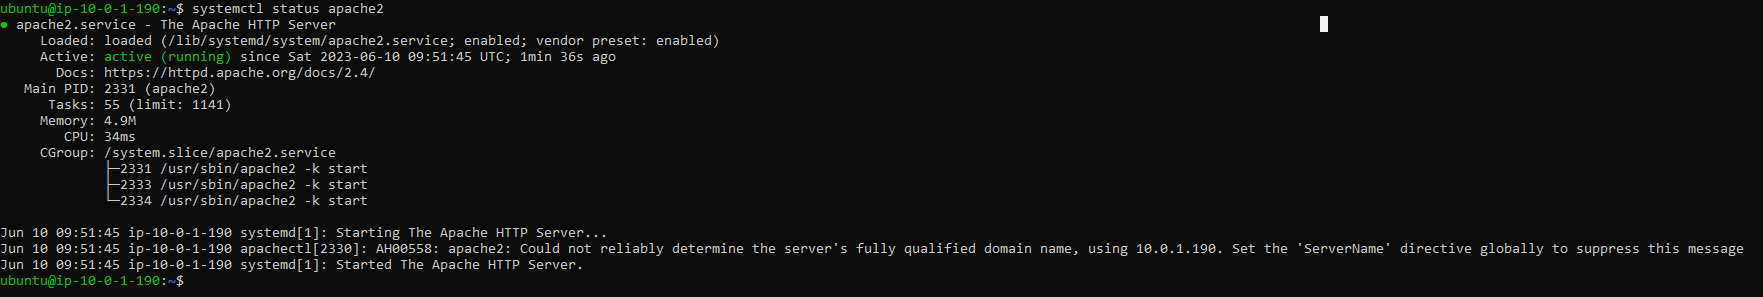 ubuntu@ip-10-0-1-190:~$ systemctl status apache2
● apache2.service - The Apache HTTP Server
     Loaded: loaded (/lib/systemd/system/apache2.service; enabled; vendor preset: enabled)
     Active: active (running) since Sat 2023-06-10 09:51:45 UTC; 1min 36s ago
       Docs: https://httpd.apache.org/docs/2.4/
   Main PID: 2331 (apache2)
      Tasks: 55 (limit: 1141)
     Memory: 4.9M
        CPU: 34ms
     CGroup: /system.slice/apache2.service
             ├─2331 /usr/sbin/apache2 -k start
             ├─2333 /usr/sbin/apache2 -k start
             └─2334 /usr/sbin/apache2 -k start

Jun 10 09:51:45 ip-10-0-1-190 systemd[1]: Starting The Apache HTTP Server...
Jun 10 09:51:45 ip-10-0-1-190 apachectl[2330]: AH00558: apache2: Could not reliably determine the server's fully qualified domain name, using 10.0.1.190. Set the 'ServerName' directive globally to suppress this message
Jun 10 09:51:45 ip-10-0-1-190 systemd[1]: Started The Apache HTTP Server.
ubuntu@ip-10-0-1-190:~$